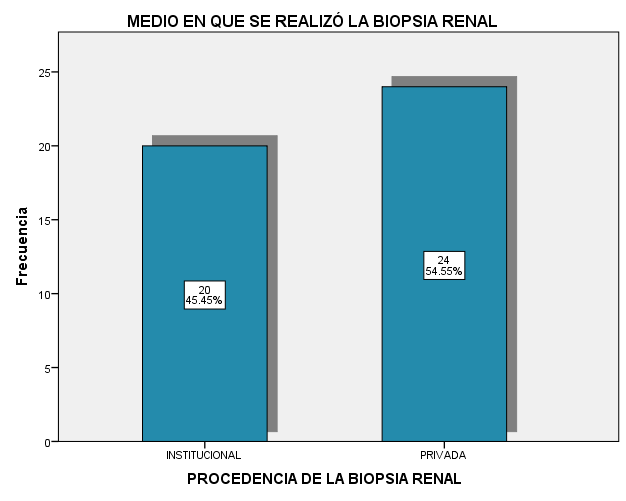 MEDIO EN QUE SE REALIZÓ LA BIOPSIA RENAL
25
20
15
10
5
0
Frecuencia
20
45.45%
24
54.55%
INSTITUCIONAL
PRIVADA
PROCEDENCIA DE LA BIOPSIA RENAL